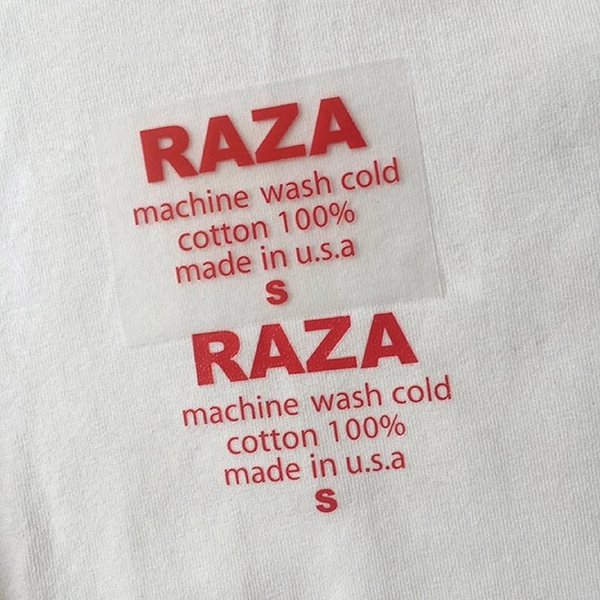 RAZA
machine wash cold
cotton 100%
made in u.s.a
S
RAZA
machine wash cold
cotton 100%
made in u.s.a
S